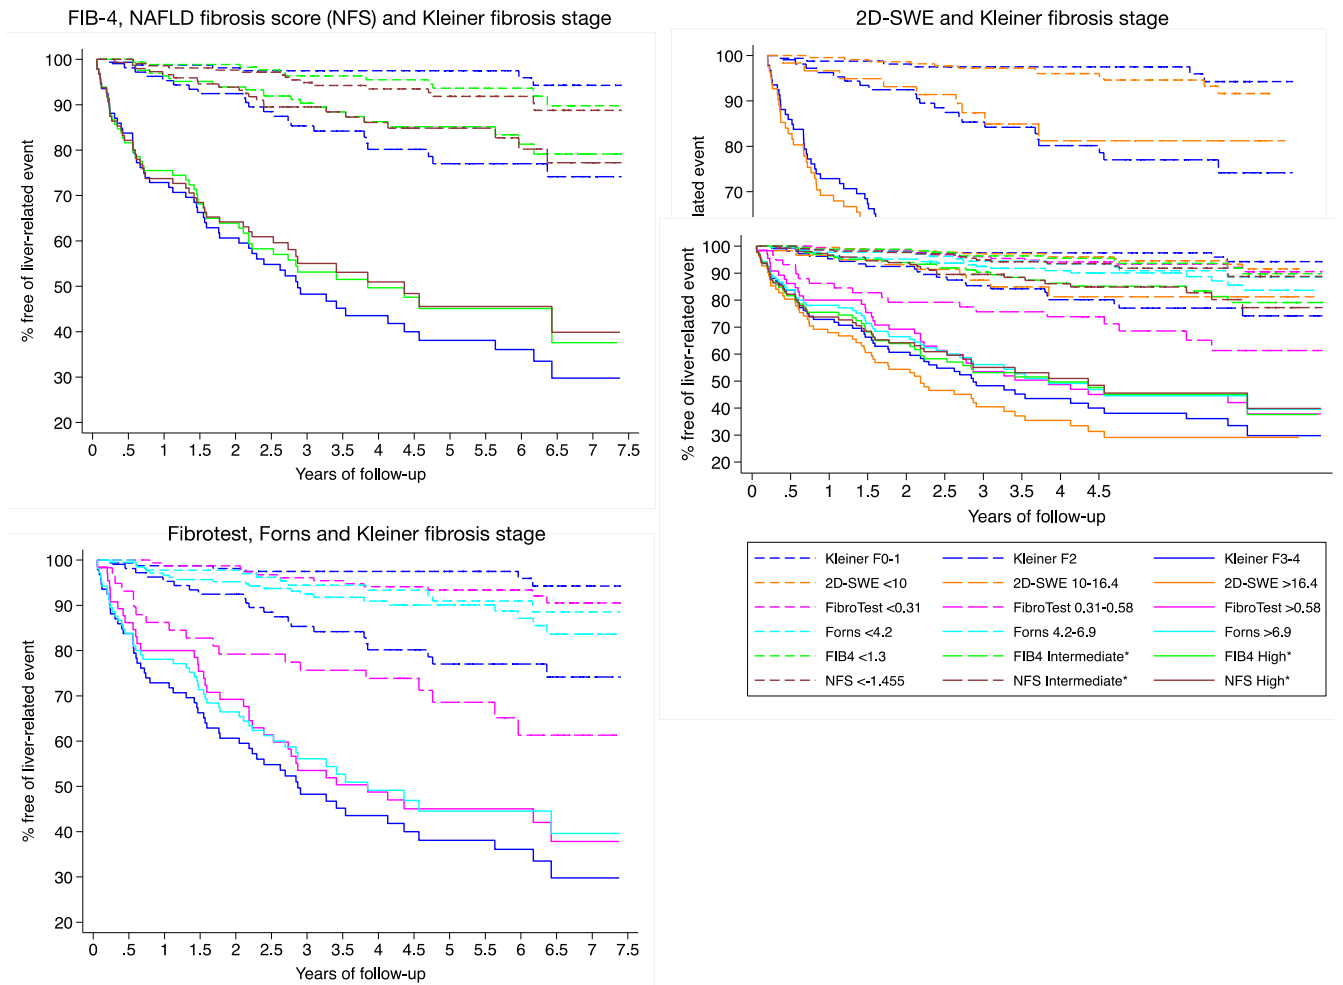 FIB-4, NAFLD fibrosis score (NFS) and Kleiner fibrosis stage
% free of liver-related event
100
90
80
70
60
50
40
30
20
0 .5 1 1.5 2 2.5 3 3.5 4 4.5 5 5.5 6 6.5 7 7.5
Years of follow-up
2D-SWE and Kleiner fibrosis stage
lated event
100
90
80
70
% free of liver-related event
100
90
80
70
60
50
40
30
20
0 .5 1 1.5 2 2.5 3 3.5 4 4.5
Years of follow-up
Kleiner F0-1 Kleiner F2 Kleiner F3-4
2D-SWE <10 2D-SWE 10-16.4 2D-SWE >16.4
FibroTest <0.31 FibroTest 0.31-0.58 FibroTest >0.58
Forns <4.2 Forns 4.2-6.9 Forns >6.9
FIB4 <1.3 FIB4 Intermediate* FIB4 High*
NFS <-1.455 NFS Intermediate* NFS High*
Fibrotest, Forns and Kleiner fibrosis stage
% free of liver-related event
100
90
80
70
60
50
40
30
20
0 .5 1 1.5 2 2.5 3 3.5 4 4.5 5 5.5 6 6.5 7 7.5
Years of follow-up